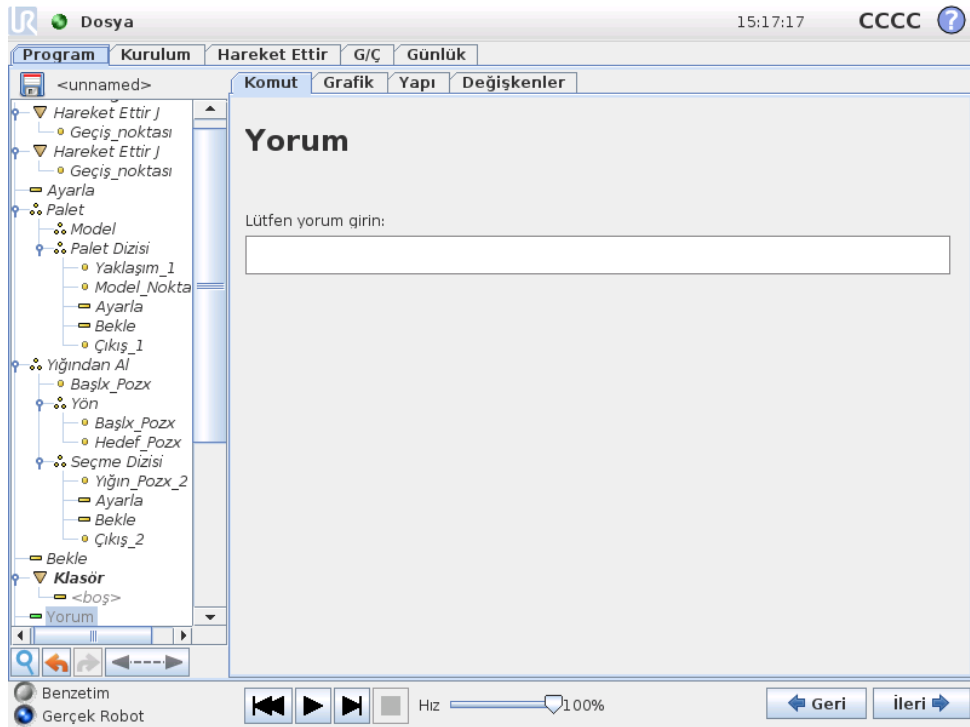 UR Dosya 15:17:17 CCCC ?
Program Kurulum Hareket Ettir G/Ç Günlük
<unnamed>
Komut Grafik Yapı Değişkenler
Hareket Ettir J
Geçiş_noktası
Hareket Ettir J
Geçiş_noktası
Ayarla
Palet
Model
Palet Dizisi
Yaklaşım_1
Model_Nokta
Ayarla
Bekle
Çıkış_1
Yığından Al
Başlx_Pozx
Yön
Başlx_Pozx
Hedef_Pozx
Seçme Dizisi
Yığın_Pozx_2
Ayarla
Bekle
Çıkış_2
Bekle
Klasör
<boş>
Yorum
Yorum
Lütfen yorum girin:
Benzetim
Gerçek Robot
Hız 100%
Geri İleri